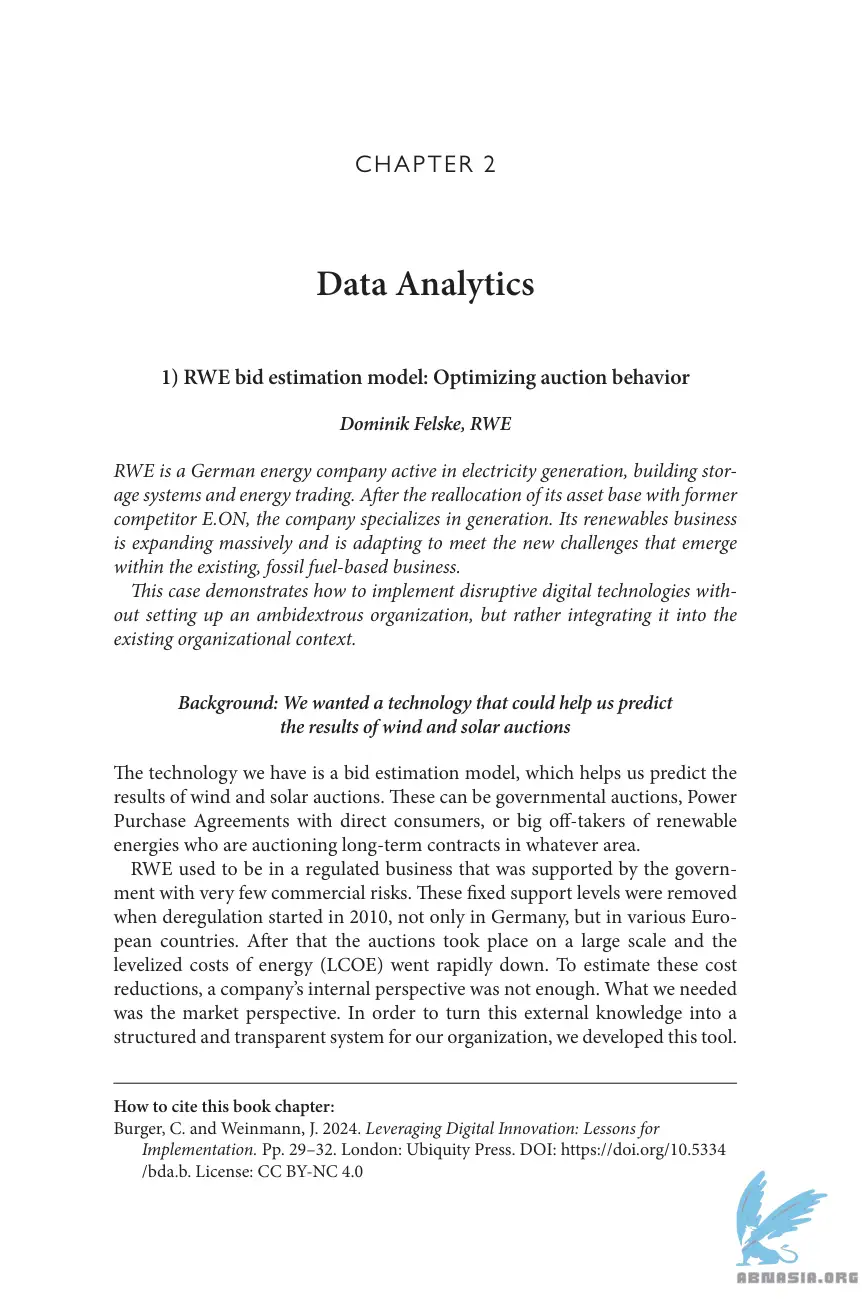 CHAPTER 2
Data Analytics
1) RWE bid estimation model: Optimizing auction behavior
Dominik Felske, RWE
RWE is a German energy company active in electricity generation, building stor-
age systems and energy trading. After the reallocation of its asset base with former
competitor E.ON, the company specializes in generation. Its renewables business
is expanding massively and is adapting to meet the new challenges that emerge
within the existing, fossil fuel-based business.
This case demonstrates how to implement disruptive digital technologies with-
out setting up an ambidextrous organization, but rather integrating it into the
existing organizational context.
Background: We wanted a technology that could help us predict
the results of wind and solar auctions
The technology we have is a bid estimation model, which helps us predict the
results of wind and solar auctions. These can be governmental auctions, Power
Purchase Agreements with direct consumers, or big off-takers of renewable
energies who are auctioning long-term contracts in whatever area.
RWE used to be in a regulated business that was supported by the govern-
ment with very few commercial risks. These fixed support levels were removed
when deregulation started in 2010, not only in Germany, but in various Euro-
pean countries. After that the auctions took place on a large scale and the
levelized costs of energy (LCOE) went rapidly down. To estimate these cost
reductions, a company’s internal perspective was not enough. What we needed
was the market perspective. In order to turn this external knowledge into a
structured and transparent system for our organization, we developed this tool.
How to cite this book chapter:
Burger, C. and Weinmann, J. 2024. Leveraging Digital Innovation: Lessons for
Implementation. Pp. 29–32. London: Ubiquity Press. DOI: https://doi.org/10.5334
/bda.b. License: CC BY-NC 4.0
ABNASIA.ORG